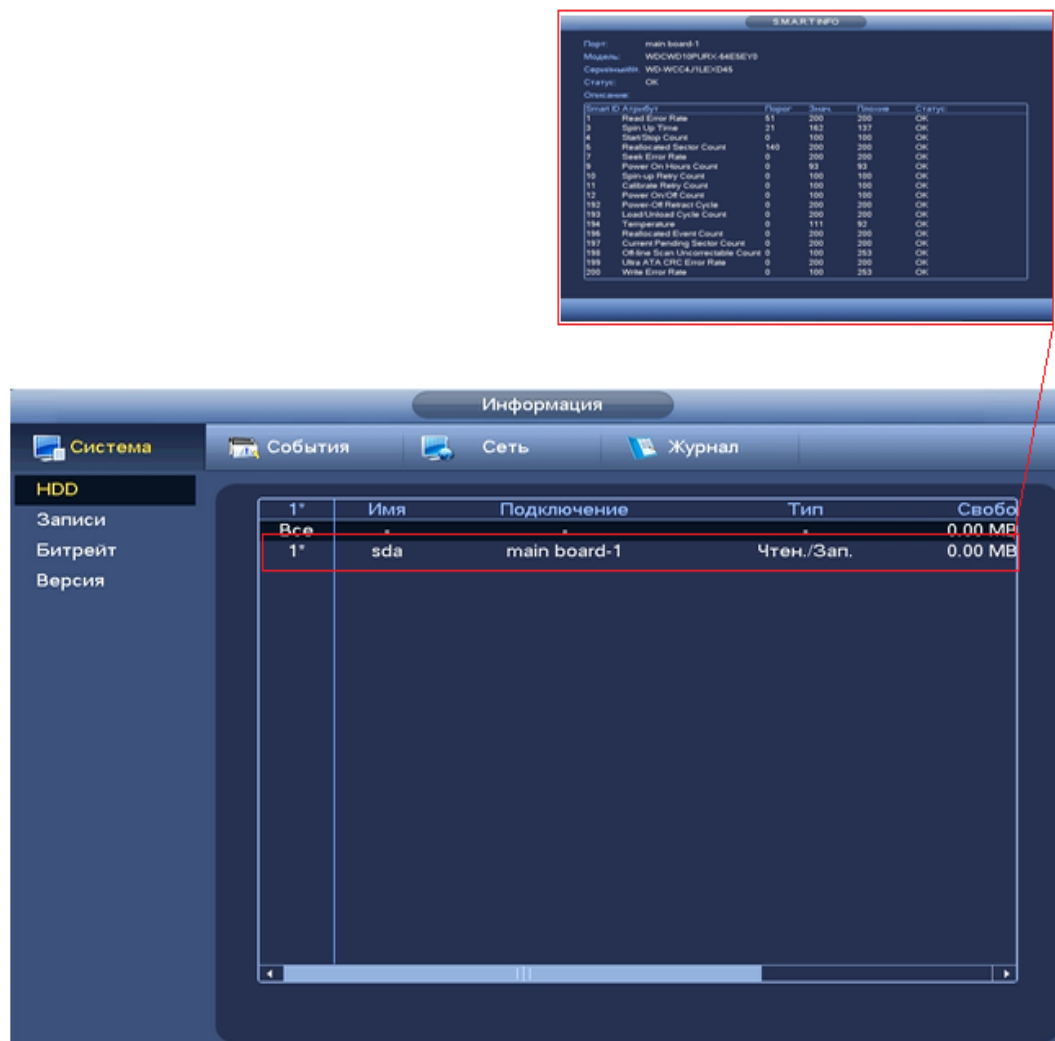 S.M.A.R.T INFO
Порт: main board-1
Модель: WDCWD10PURX-64E5EY0
WD-WCC4J1LEXD45
Статус: OK
Описание:
Smart ID Атрибут Порог Знач. Плохие Статус:
1 Read Error Rate 51 200 200 OK
3 Spin Up Time 21 162 137 OK
4 Start/Stop Count 0 100 100 OK
5 Reallocated Sector Count 140 200 200 OK
7 Seek Error Rate 0 200 200 OK
9 Power On Hours Count 0 93 93 OK
10 Spin-up Retry Count 0 100 100 OK
11 Calibrate Retry Count 0 100 100 OK
12 Power On/Off Count 0 100 100 OK
192 Power-Off Retract Cycle 0 200 200 OK
193 Load/Unload Cycle Count 0 200 200 OK
194 Temperature 0 111 92 OK
196 Reallocated Event Count 0 200 200 OK
197 Current Pending Sector Count 0 200 200 OK
198 Off-line Scan Uncorrectable Count 0 100 253 OK
199 Ultra ATA CRC Error Rate 0 200 200 OK
200 Write Error Rate 0 100 253 OK
Информация
Система События Сеть Журнал
HDD
Записи
Битрейт
Версия
1* Имя Подключение Тип Свобо
Все - - - 0.00 MB
1* sda main board-1 Чтен./Зап. 0.00 MB